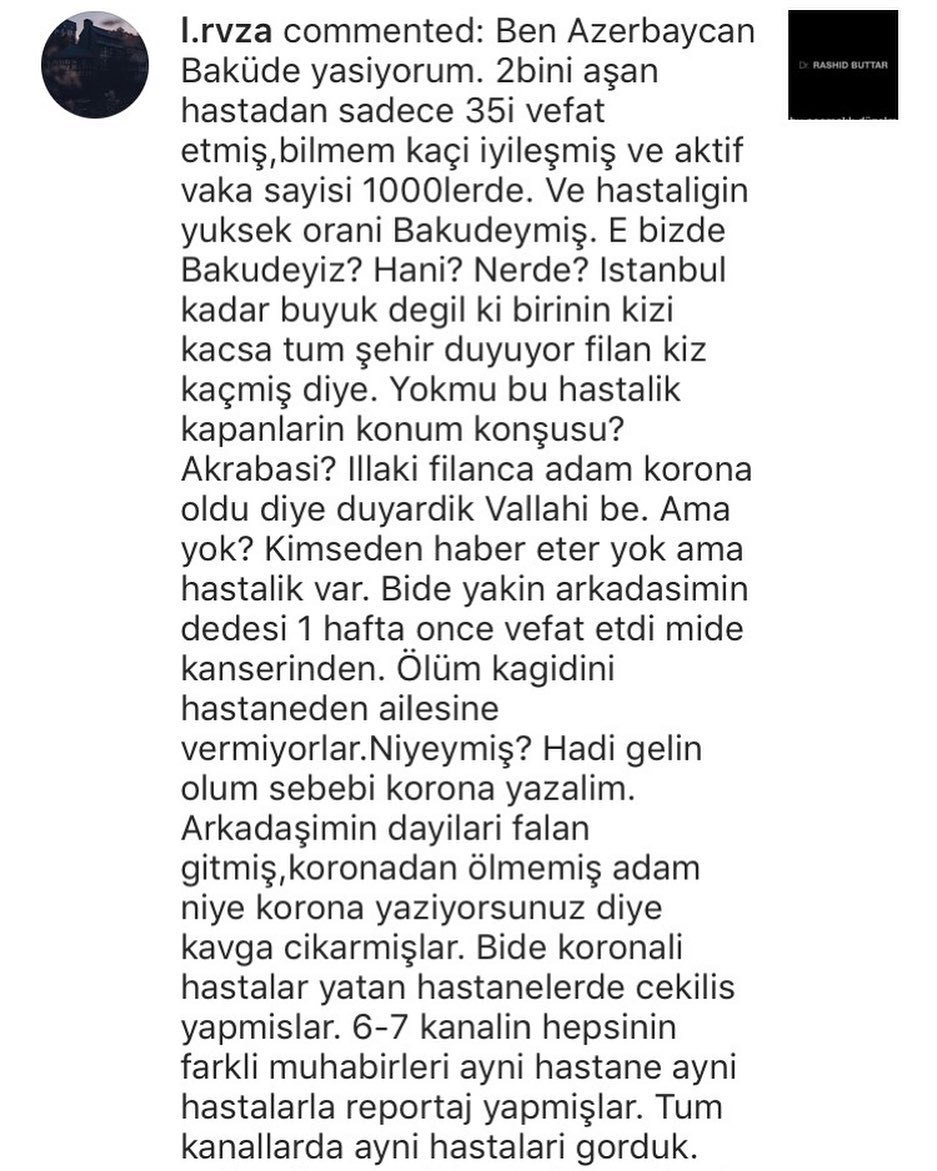 l.rvza commented: Ben Azerbaycan
Baküde yasiyorum. 2bini aşan
hastadan sadece 35i vefat
etmiş,bilmem kaçi iyileşmiş ve aktif
vaka sayisi 1000lerde. Ve hastaligin
yuksek orani Bakudeymiş. E bizde
Bakudeyiz? Hani? Nerde? Istanbul
kadar buyuk degil ki birinin kizi
kacsa tum şehir duyuyor filan kiz
kaçmiş diye. Yokmu bu hastalik
kapanlarin konum konşusu?
Akrabasi? Illaki filanca adam korona
oldu diye duyardik Vallahi be. Ama
yok? Kimseden haber eter yok ama
hastalik var. Bide yakin arkadasimin
dedesi 1 hafta once vefat etdi mide
kanserinden. Ölüm kagidini
hastaneden ailesine
vermiyorlar.Niyeymiş? Hadi gelin
olum sebebi korona yazalim.
Arkadaşimin dayilari falan
gitmiş,koronadan ölmemiş adam
niye korona yaziyorsunuz diye
kavga cikarmişlar. Bide koronali
hastalar yatan hastanelerde cekilis
yapmislar. 6-7 kanalin hepsinin
farkli muhabirleri ayni hastane ayni
hastalarla reportaj yapmişlar. Tum
kanallarda ayni hastalari gorduk.
Dr. RASHID BUTTAR